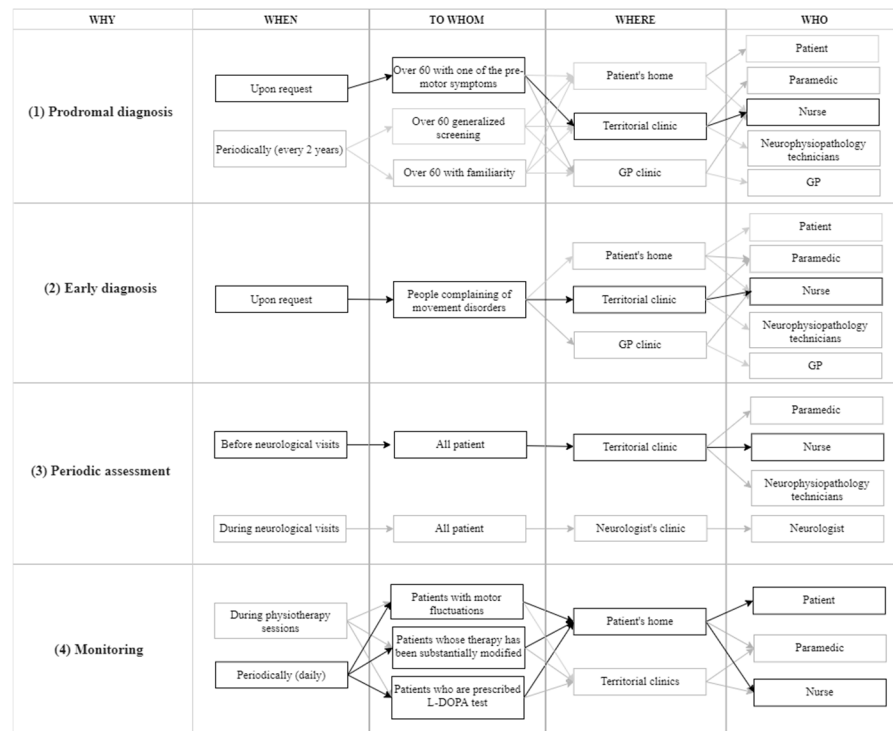 WHY
WHEN
TO WHOM
WHERE
WHO
(1) Prodromal diagnosis
Upon request
Periodically (every 2 years)
Over 60 with one of the pre-
motor symptoms
Over 60 generalized
screening
Over 60 with familiarity
Patient's home
Territorial clinic
GP clinic
Patient
Paramedic
Nurse
Neurophysiopathology
technicians
GP
(2) Early diagnosis
Upon request
People complaining of
movement disorders
Patient's home
Territorial clinic
GP clinic
Patient
Paramedic
Nurse
Neurophysiopathology
technicians
GP
(3) Periodic assessment
Before neurological visits
During neurological visits
All patient
All patient
Territorial clinic
Neurologist's clinic
Paramedic
Nurse
Neurophysiopathology
technicians
Neurologist
(4) Monitoring
During physiotherapy
sessions
Periodically (daily)
Patients with motor
fluctuations
Patients whose therapy has
been substantially modified
Patients who are prescribed
L-DOPA test
Patient's home
Territorial clinics
Patient
Paramedic
Nurse